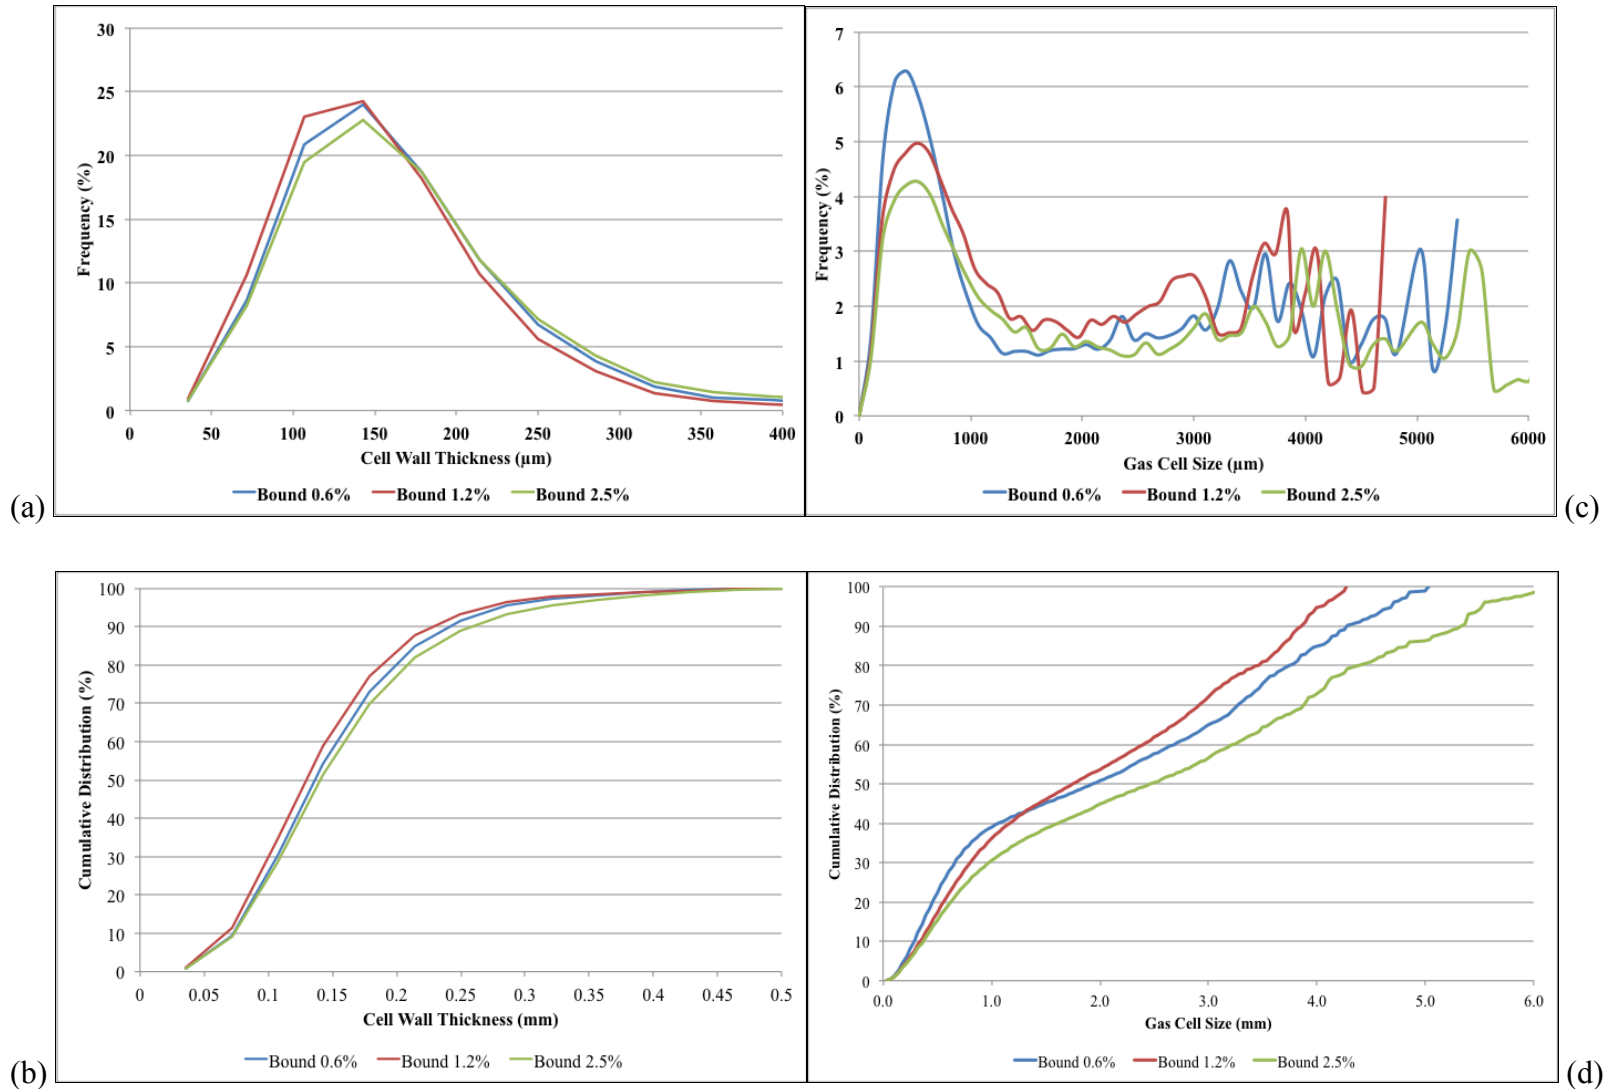 30
25
20
15
10
5
0
Frequency (%)
0 50 100 150 200 250 300 350 400
Cell Wall Thickness (µm)
Bound 0.6% Bound 1.2% Bound 2.5%
(a)
7
6
5
4
3
2
1
0
Frequency (%)
0 1000 2000 3000 4000 5000 6000
Gas Cell Size (µm)
Bound 0.6% Bound 1.2% Bound 2.5%
(c)
100
90
80
70
60
50
40
30
20
10
0
Cumulative Distribution (%)
0 0.05 0.1 0.15 0.2 0.25 0.3 0.35 0.4 0.45 0.5
Cell Wall Thickness (mm)
Bound 0.6% Bound 1.2% Bound 2.5%
(b)
100
90
80
70
60
50
40
30
20
10
0
Cumulative Distribution (%)
0.0 1.0 2.0 3.0 4.0 5.0 6.0
Gas Cell Size (mm)
Bound 0.6% Bound 1.2% Bound 2.5%
(d)